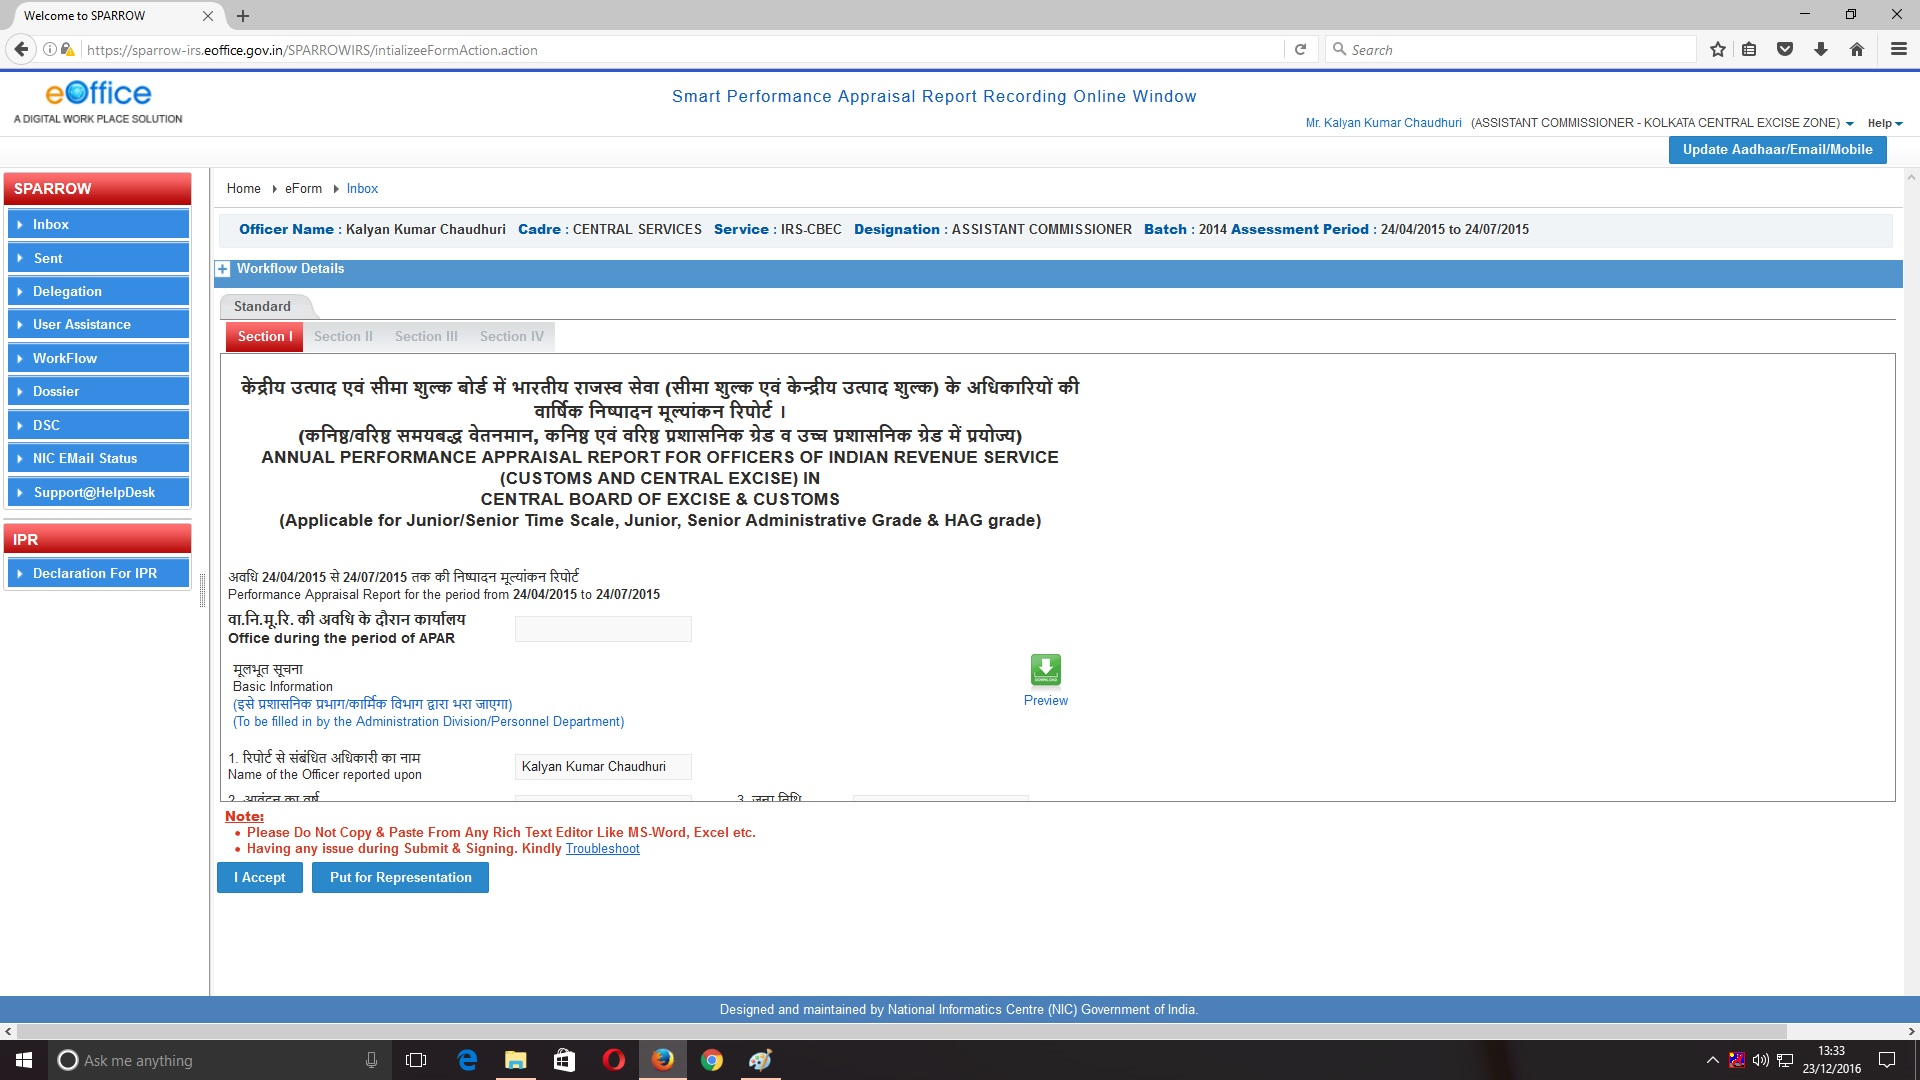 Welcome to SPARROW
https://sparrow-irs.eoffice.gov.in/SPARROWIRS/intializeeFormAction.action
Search
eOffice
A DIGITAL WORK PLACE SOLUTION
Smart Performance Appraisal Report Recording Online Window
Mr. Kalyan Kumar Chaudhuri (ASSISTANT COMMISSIONER - KOLKATA CENTRAL EXCISE ZONE) Help
Update Aadhaar/Email/Mobile
SPARROW
Inbox
Sent
Delegation
User Assistance
WorkFlow
Dossier
DSC
NIC EMail Status
Support@HelpDesk
IPR
Declaration For IPR
Home eForm Inbox
Officer Name : Kalyan Kumar Chaudhuri Cadre : CENTRAL SERVICES Service : IRS-CBEC Designation : ASSISTANT COMMISSIONER Batch : 2014 Assessment Period : 24/04/2015 to 24/07/2015
Workflow Details
Standard
Section I Section II Section III Section IV
केंद्रीय उत्पाद एवं सीमा शुल्क बोर्ड में भारतीय राजस्व सेवा (सीमा शुल्क एवं केन्द्रीय उत्पाद शुल्क) के अधिकारियों की
वार्षिक निष्पादन मूल्यांकन रिपोर्ट ।
(कनिष्ठ/वरिष्ठ समयबद्ध वेतनमान, कनिष्ठ एवं वरिष्ठ प्रशासनिक ग्रेड व उच्च प्रशासनिक ग्रेड में प्रयोज्य)
ANNUAL PERFORMANCE APPRAISAL REPORT FOR OFFICERS OF INDIAN REVENUE SERVICE
(CUSTOMS AND CENTRAL EXCISE) IN
CENTRAL BOARD OF EXCISE & CUSTOMS
(Applicable for Junior/Senior Time Scale, Junior, Senior Administrative Grade & HAG grade)
अवधि 24/04/2015 से 24/07/2015 तक की निष्पादन मूल्यांकन रिपोर्ट
Performance Appraisal Report for the period from 24/04/2015 to 24/07/2015
वा.नि.मू.रि. की अवधि के दौरान कार्यालय
Office during the period of APAR
मूलभूत सूचना
Basic Information
(इसे प्रशासनिक प्रभाग/कार्मिक विभाग द्वारा भरा जाएगा)
(To be filled in by the Administration Division/Personnel Department)
DOWNLOAD
Preview
1. रिपोर्ट से संबंधित अधिकारी का नाम
Name of the Officer reported upon
Kalyan Kumar Chaudhuri
2. आवंटन का वर्ष 3. जन्म तिथि
Note:
• Please Do Not Copy & Paste From Any Rich Text Editor Like MS-Word, Excel etc.
• Having any issue during Submit & Signing. Kindly Troubleshoot
I Accept Put for Representation
Designed and maintained by National Informatics Centre (NIC) Government of India.
Ask me anything
13:33
23/12/2016